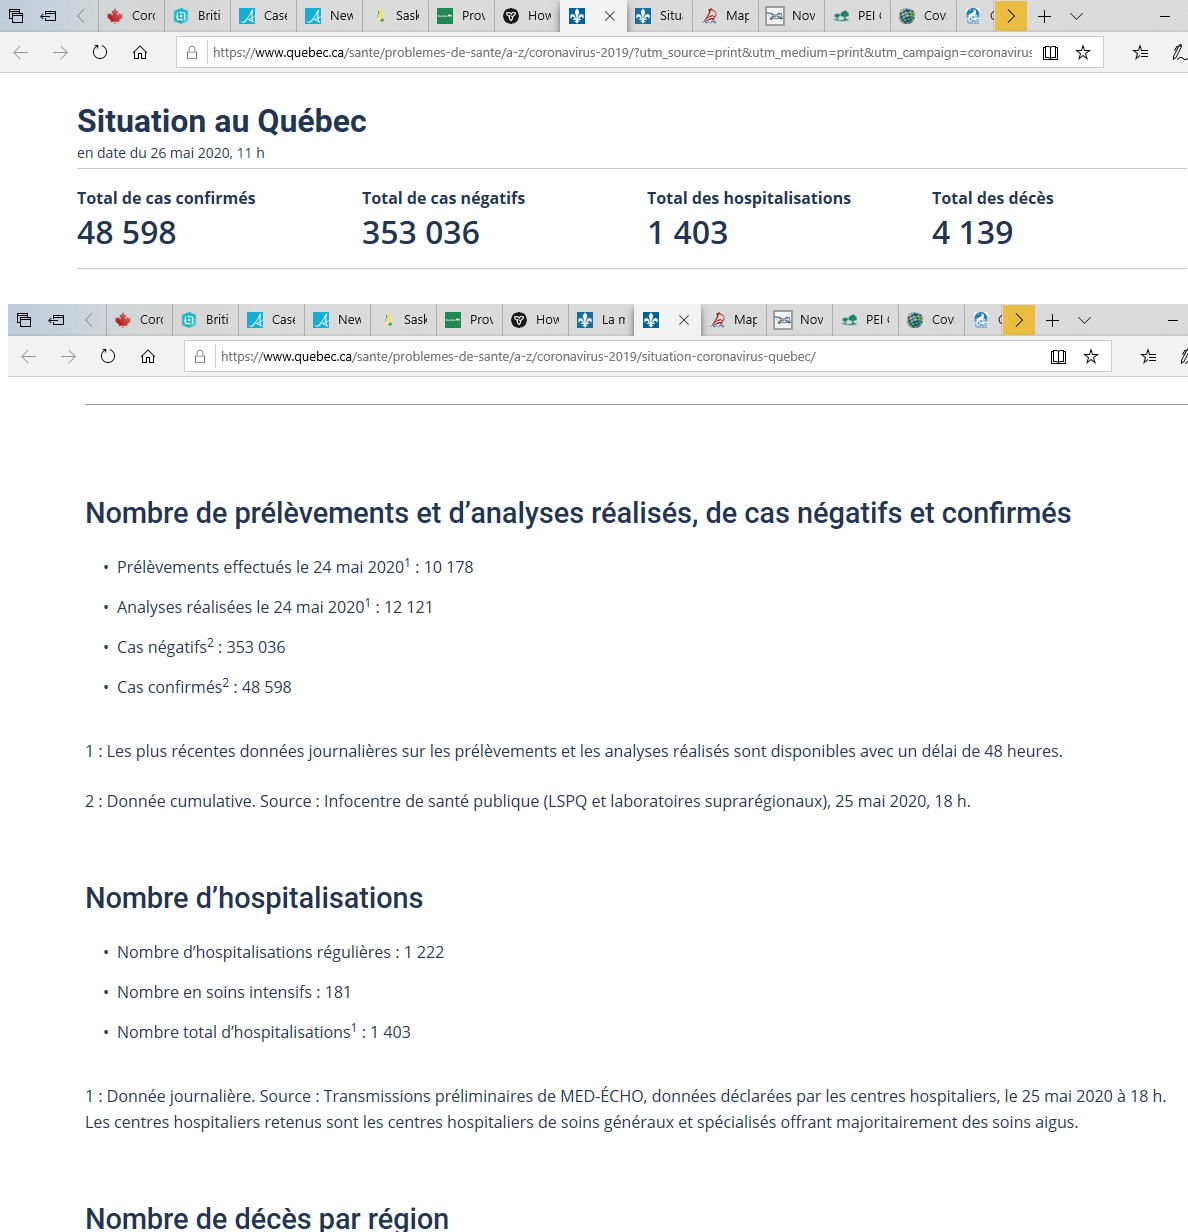 Corc
Briti
Case
New
Sask
Prov
How
Situ
Map
Nov
PEI
Cov
https://www.quebec.ca/sante/problemes-de-sante/a-z/coronavirus-2019/?utm_source=print&utm_medium=print&utm_campaign=coronavirus
Situation au Québec
en date du 26 mai 2020, 11 h
Total de cas confirmés
48 598
Total de cas négatifs
353 036
Total des hospitalisations
1 403
Total des décès
4 139
Corc
Briti
Case
New
Sask
Prov
How
La m
Map
Nov
PEI
Cov
https://www.quebec.ca/sante/problemes-de-sante/a-z/coronavirus-2019/situation-coronavirus-quebec/
Nombre de prélèvements et d’analyses réalisés, de cas négatifs et confirmés
• Prélèvements effectués le 24 mai 2020¹ : 10 178
• Analyses réalisées le 24 mai 2020¹ : 12 121
• Cas négatifs² : 353 036
• Cas confirmés² : 48 598
1 : Les plus récentes données journalières sur les prélèvements et les analyses réalisés sont disponibles avec un délai de 48 heures.
2 : Donnée cumulative. Source : Infocentre de santé publique (LSPQ et laboratoires suprarégionaux), 25 mai 2020, 18 h.
Nombre d’hospitalisations
• Nombre d’hospitalisations régulières : 1 222
• Nombre en soins intensifs : 181
• Nombre total d’hospitalisations¹ : 1 403
1 : Donnée journalière. Source : Transmissions préliminaires de MED-ÉCHO, données déclarées par les centres hospitaliers, le 25 mai 2020 à 18 h.
Les centres hospitaliers retenus sont les centres hospitaliers de soins généraux et spécialisés offrant majoritairement des soins aigus.
Nombre de décès par région